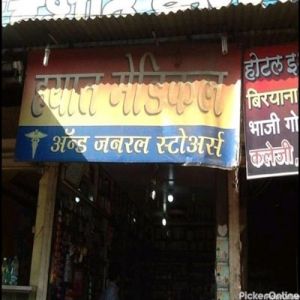 हयात मेडिकल
अ‍ॅन्ड जनरल स्टोअर्स
होटल इ
बिरयाना
भाजी गो
कलेजी
PickerOnline